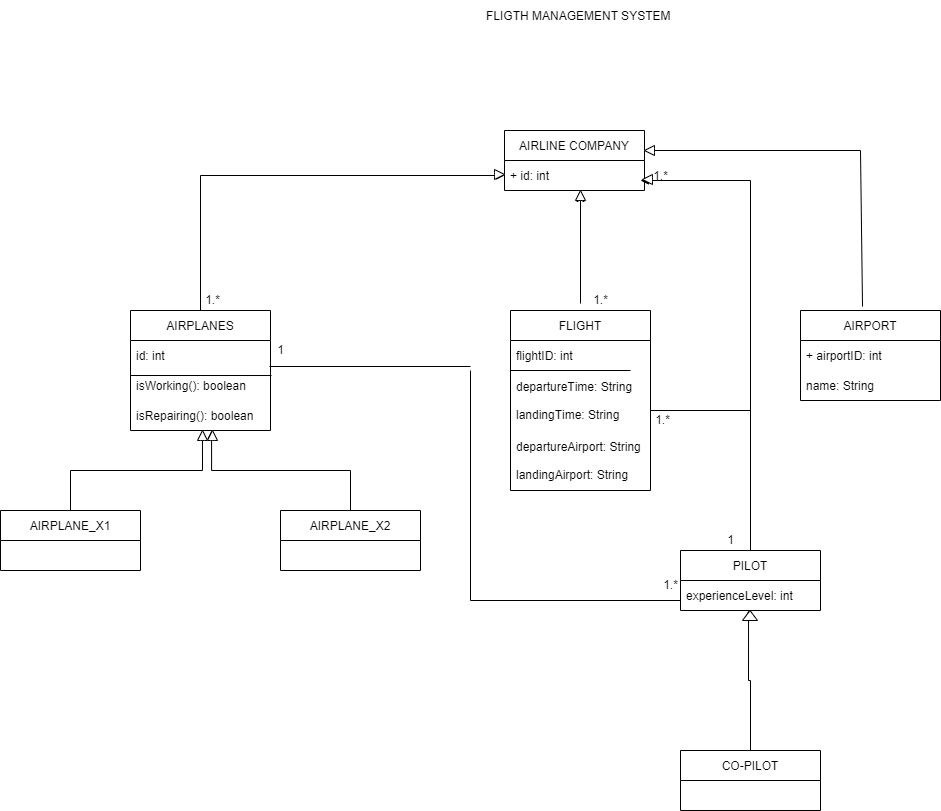 FLIGTH MANAGEMENT SYSTEM
AIRLINE COMPANY
+ id: int
1.*
1.*
1.*
AIRPLANES
id: int
isWorking(): boolean
isRepairing(): boolean
1
FLIGHT
flightID: int
departureTime: String
landingTime: String
departureAirport: String
landingAirport: String
1.*
AIRPORT
+ airportID: int
name: String
AIRPLANE_X1
AIRPLANE_X2
1
PILOT
1.*
experienceLevel: int
CO-PILOT